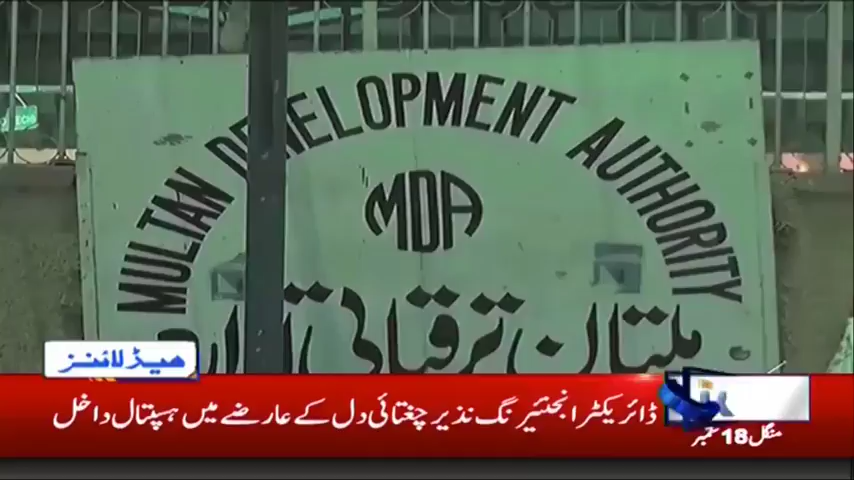 MULTAN DEVELOPMENT AUTHORITY
MDA
ملتان ترقیاتی
ہیڈلائنز
ڈائریکٹر انجنئیرنگ نذیر چغتائی دل کے عارضے میں ہسپتال داخل
منگل 18 ستمبر